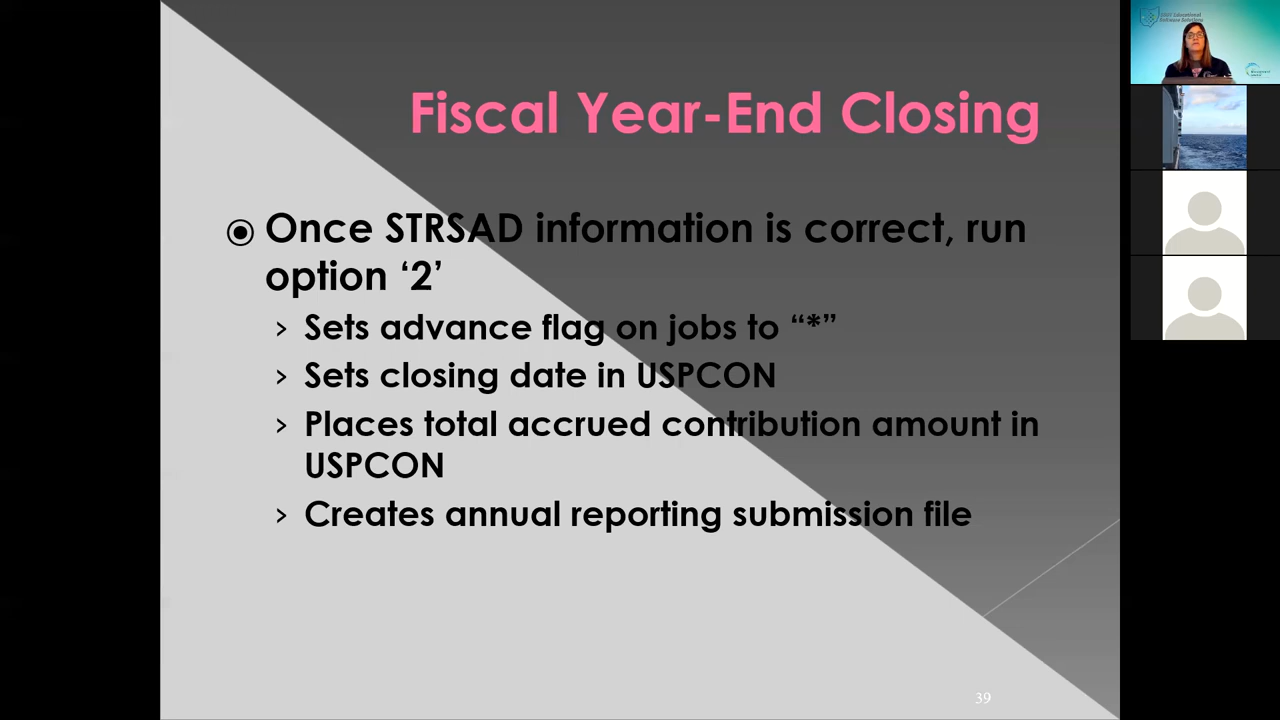 Fiscal Year-End Closing
Once STRSAD information is correct, run
option ‘2’
› Sets advance flag on jobs to “*”
› Sets closing date in USPCON
› Places total accrued contribution amount in
USPCON
› Creates annual reporting submission file
39